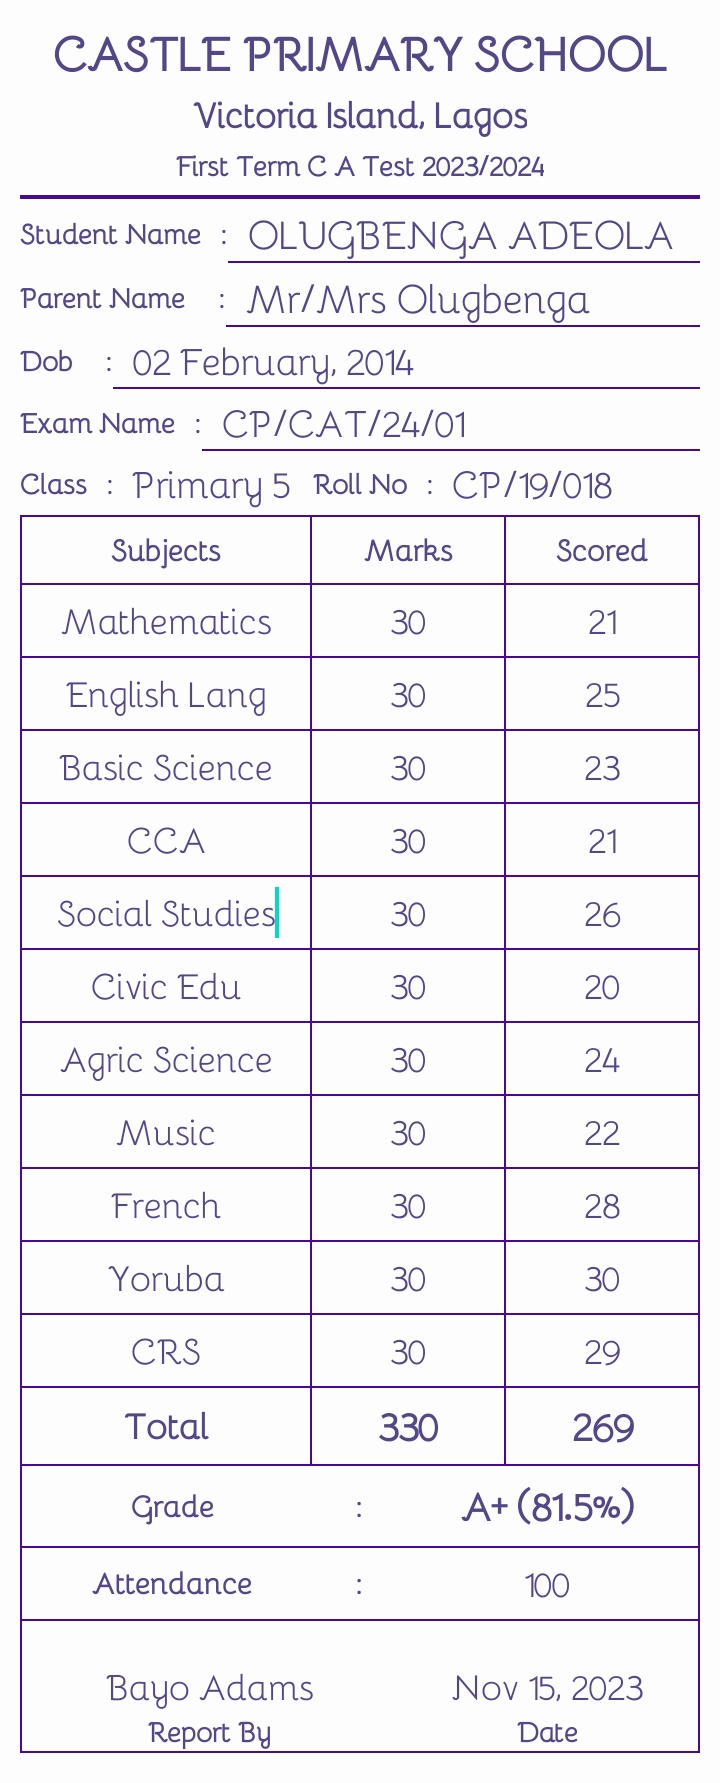 CASTLE PRIMARY SCHOOL
Victoria Island, Lagos
First Term C A Test 2023/2024
Student Name : OLUGBENGA ADEOLA
Parent Name : Mr/Mrs Olugbenga
Dob : 02 February, 2014
Exam Name : CP/CAT/24/01
Class : Primary 5 Roll No : CP/19/018
Subjects Marks Scored
Mathematics 30 21
English Lang 30 25
Basic Science 30 23
CCA 30 21
Social Studies 30 26
Civic Edu 30 20
Agric Science 30 24
Music 30 22
French 30 28
Yoruba 30 30
CRS 30 29
Total 330 269
Grade : A+ (81.5%)
Attendance : 100
Bayo Adams Nov 15, 2023
Report By Date